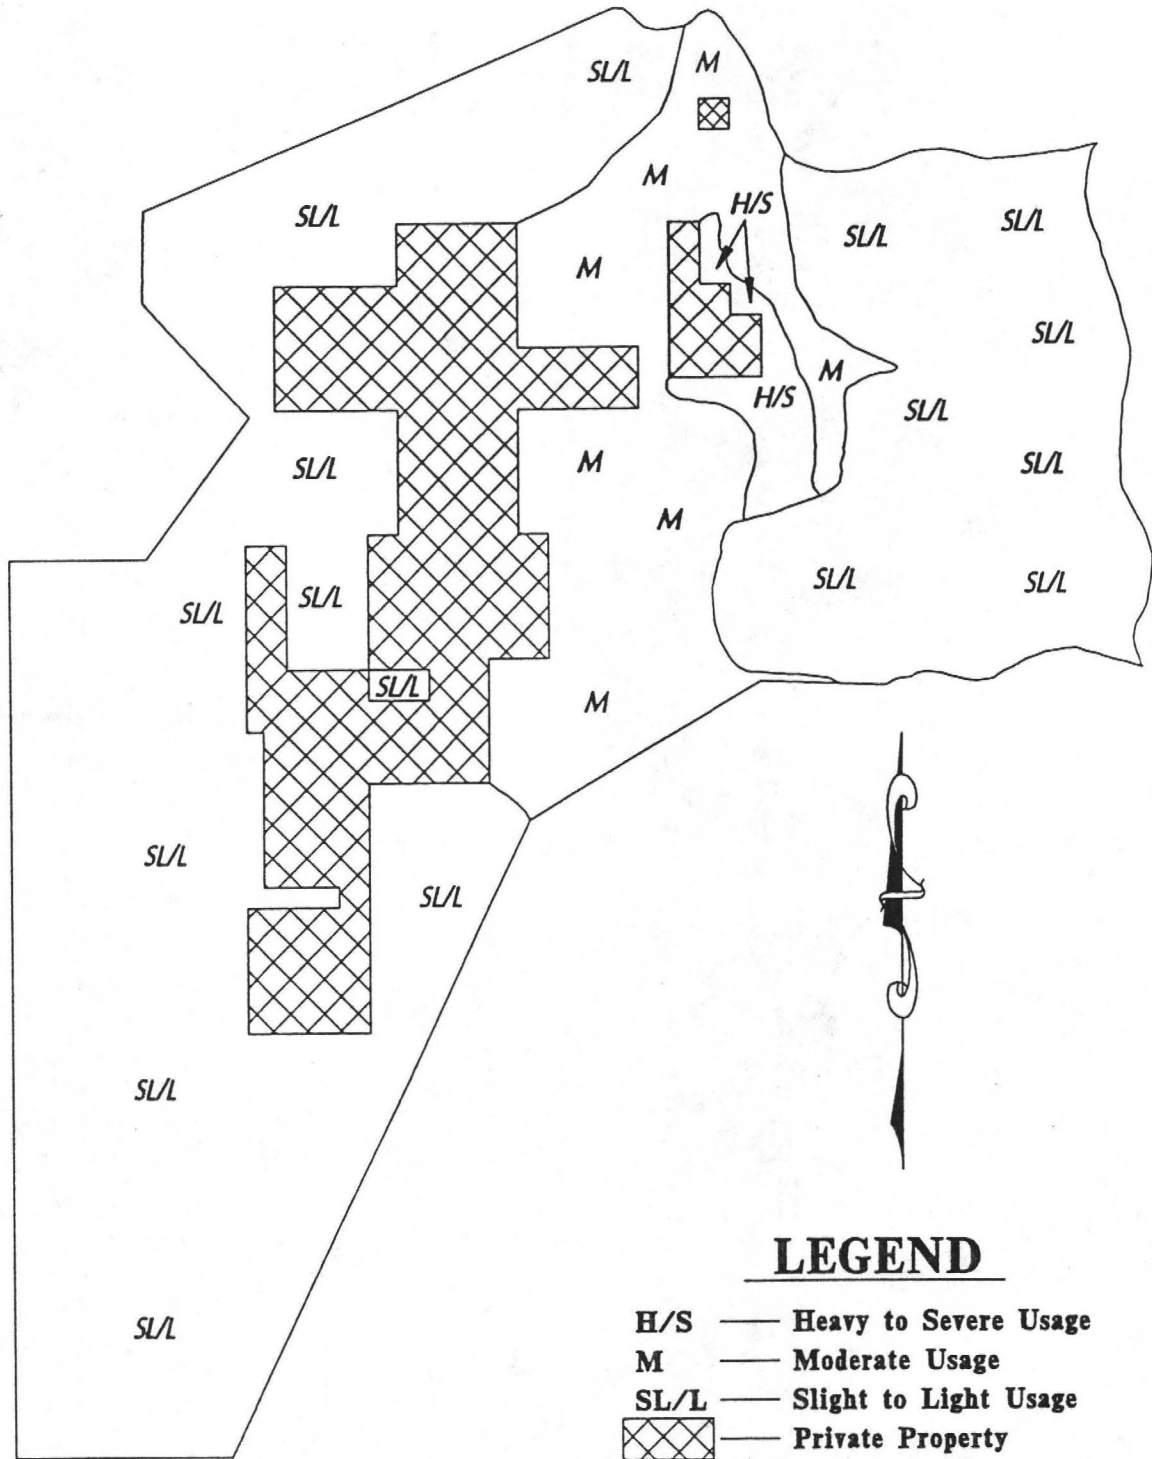 SL/L
M
M
SL/L
H/S
SL/L
SL/L
M
SL/L
M
H/S
SL/L
M
SL/L
SL/L
M
SL/L
SL/L
SL/L
SL/L
SL/L
M
SL/L
SL/L
SL/L
SL/L
LEGEND
H/S — Heavy to Severe Usage
M — Moderate Usage
SL/L — Slight to Light Usage
Private Property